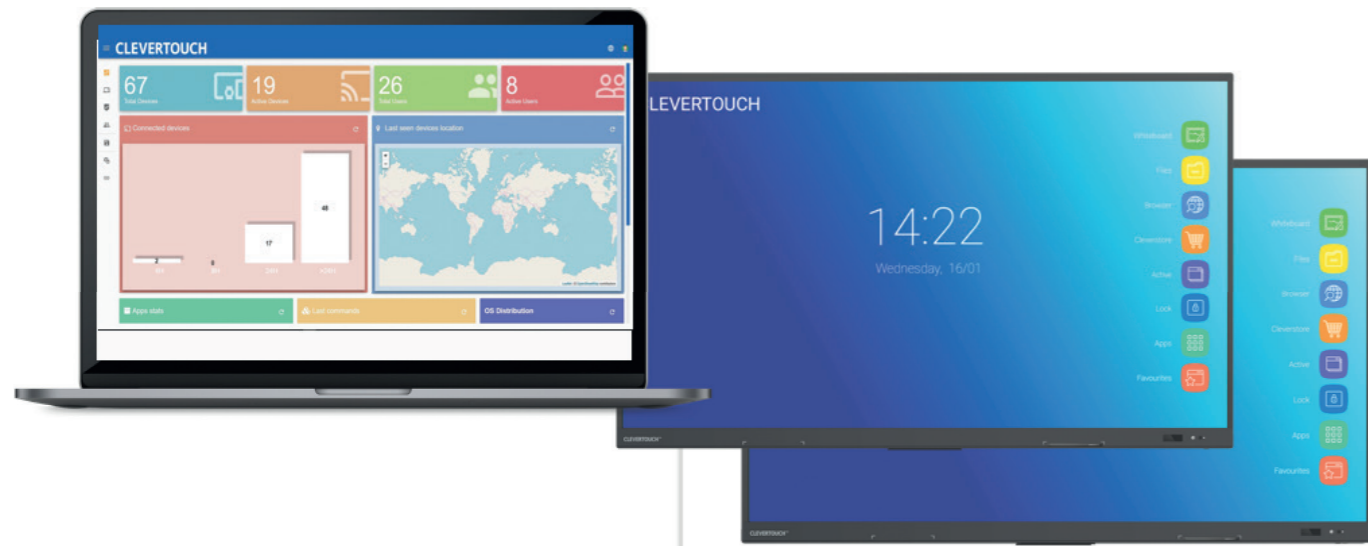 CLEVERTOUCH
67
Total Devices
19
Active Devices
26
Total Users
8
Active Users
Connected devices
Last seen devices location
+
-
2
0
17
48
Apps stats
Last commands
OS Distribution
LEVERTOUCH
14:22
Wednesday, 16/01
Whiteboard
Files
Browser
Cleverstore
Active
Lock
Apps
Favourites
CLEVERTOUCH
Whiteboard
Files
Browser
Cleverstore
Active
Lock
Apps
Favourites
CLEVERTOUCH